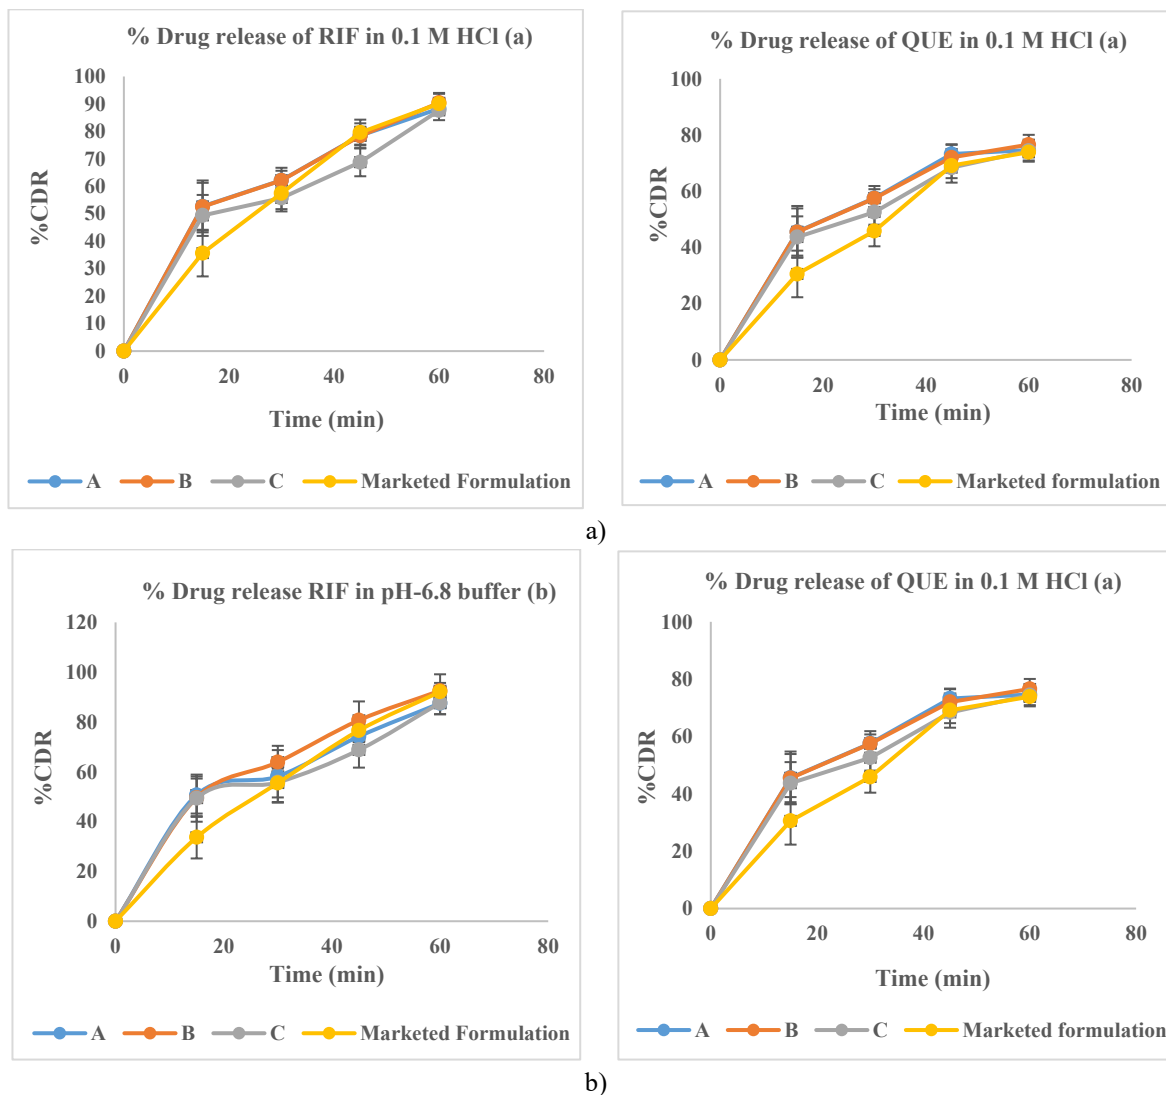 % Drug release of RIF in 0.1 M HCl (a)
100
90
80
70
60
50
40
30
20
10
0
%CDR
0 20 40 60 80
Time (min)
A B C Marketed Formulation
% Drug release of QUE in 0.1 M HCl (a)
100
80
60
40
20
0
%CDR
0 20 40 60 80
Time (min)
A B C Marketed formulation
a)
% Drug release RIF in pH-6.8 buffer (b)
120
100
80
60
40
20
0
%CDR
0 20 40 60 80
Time (min)
A B C Marketed Formulation
% Drug release of QUE in 0.1 M HCl (a)
100
80
60
40
20
0
%CDR
0 20 40 60 80
Time (min)
A B C Marketed formulation
b)